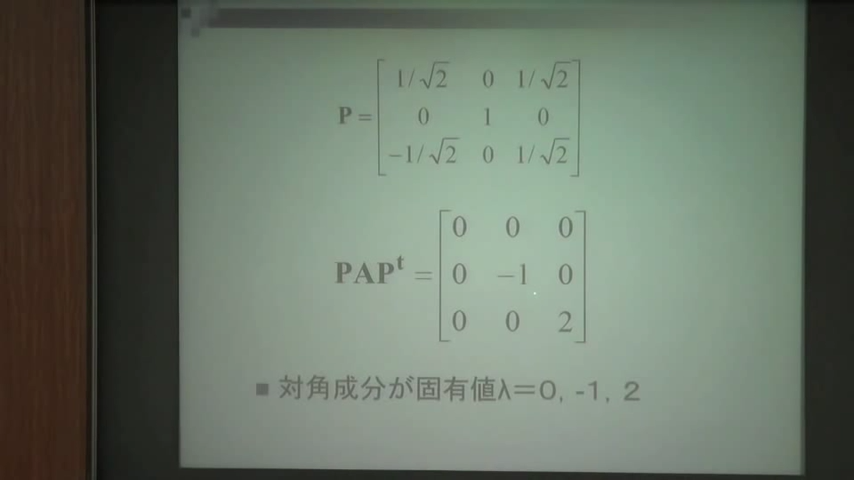 P = [ 1/√2 0 1/√2
0 1 0
−1/√2 0 1/√2 ]
PAPᵗ = [ 0 0 0
0 −1 0
0 0 2 ]
■ 対角成分が固有値λ＝0, -1, 2